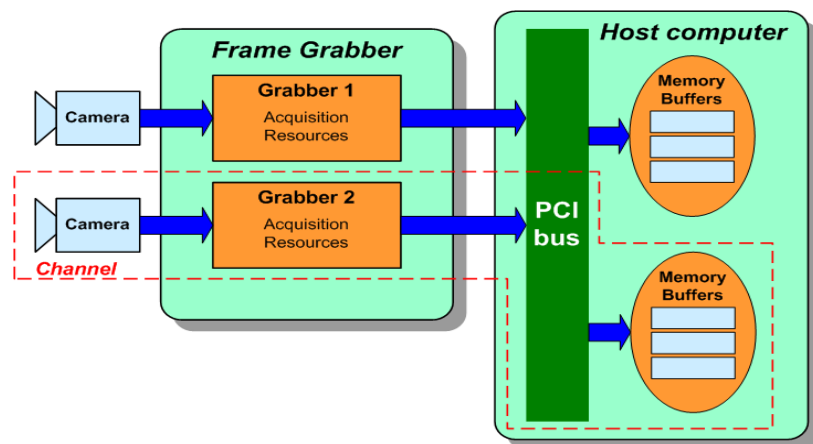 Frame Grabber
Host computer
Camera
Grabber 1
Acquisition
Resources
Memory
Buffers
Camera
Channel
Grabber 2
Acquisition
Resources
PCI
bus
Memory
Buffers